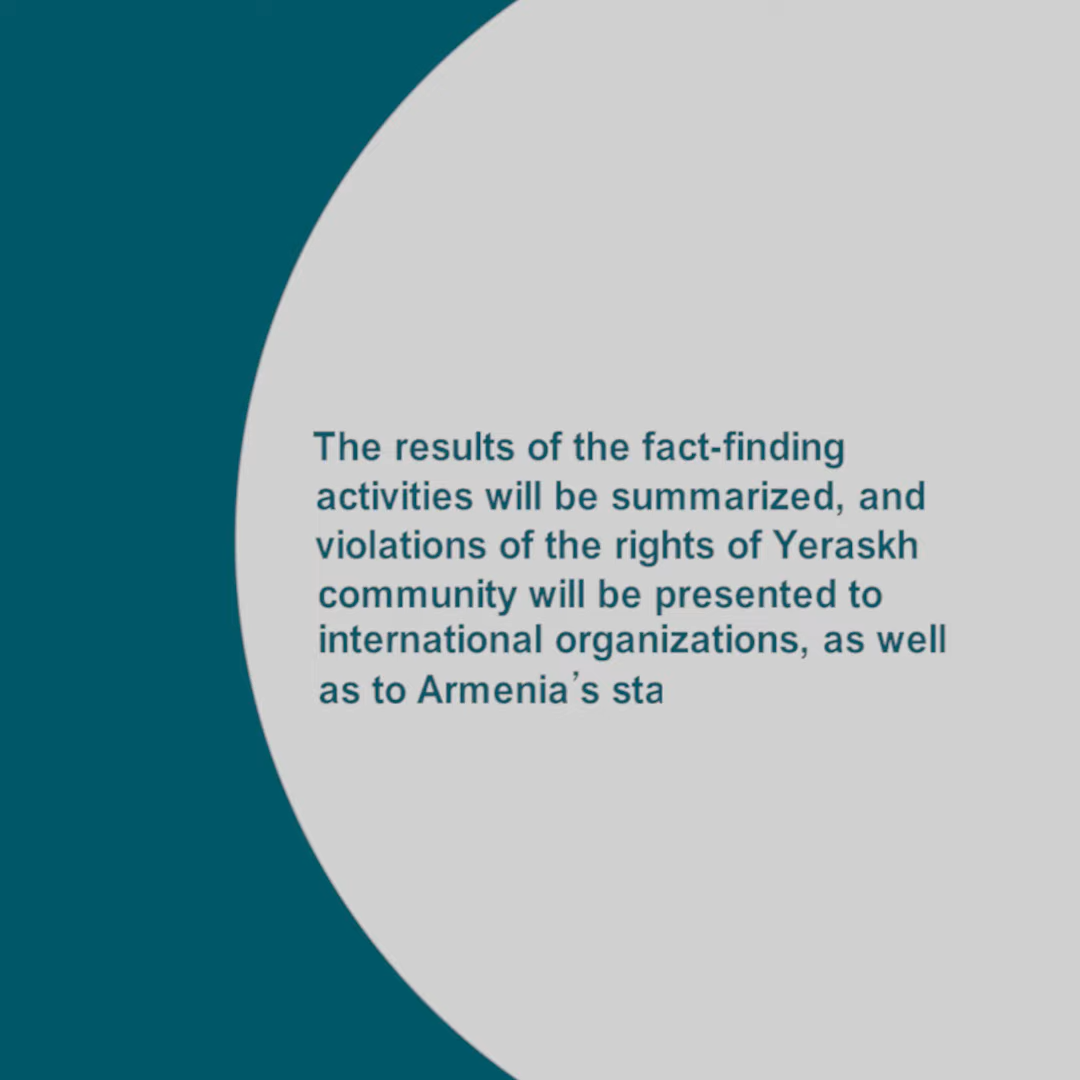 The results of the fact-finding
activities will be summarized, and
violations of the rights of Yeraskh
community will be presented to
international organizations, as well
as to Armenia’s sta